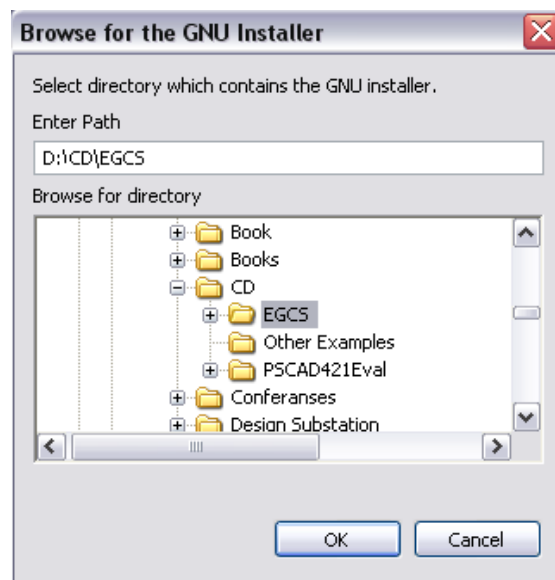 Browse for the GNU Installer
Select directory which contains the GNU installer.
Enter Path
D:\CD\EGCS
Browse for directory
Book
Books
CD
EGCS
Other Examples
PSCAD421Eval
Conferanses
Design Substation
OK Cancel